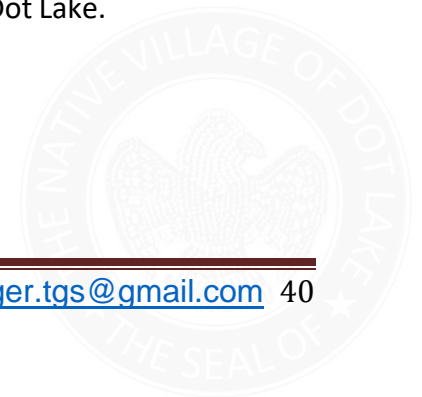 Dot Lake.
THE NATIVE VILLAGE OF DOT LAKE
THE SEAL OF
ger.tgs@gmail.com 40